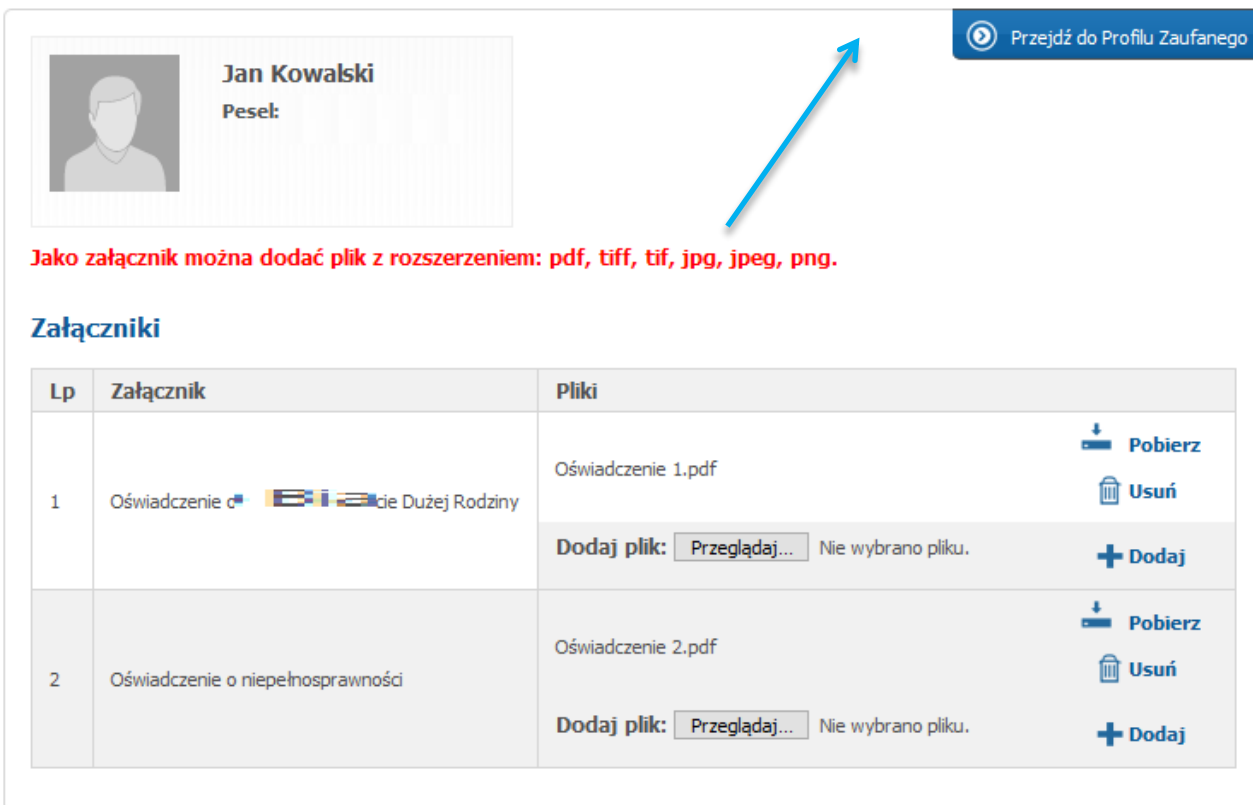 Przejdź do Profilu Zaufanego
Jan Kowalski
Pesel:
Jako załącznik można dodać plik z rozszerzeniem: pdf, tiff, tif, jpg, jpeg, png.
Załączniki
Lp Załącznik Pliki
1 Oświadczenie Dużej Rodziny
Oświadczenie 1.pdf
Pobierz
Usuń
Dodaj plik: Przeglądaj... Nie wybrano pliku. Dodaj
2 Oświadczenie o niepełnosprawności
Oświadczenie 2.pdf
Pobierz
Usuń
Dodaj plik: Przeglądaj... Nie wybrano pliku. Dodaj